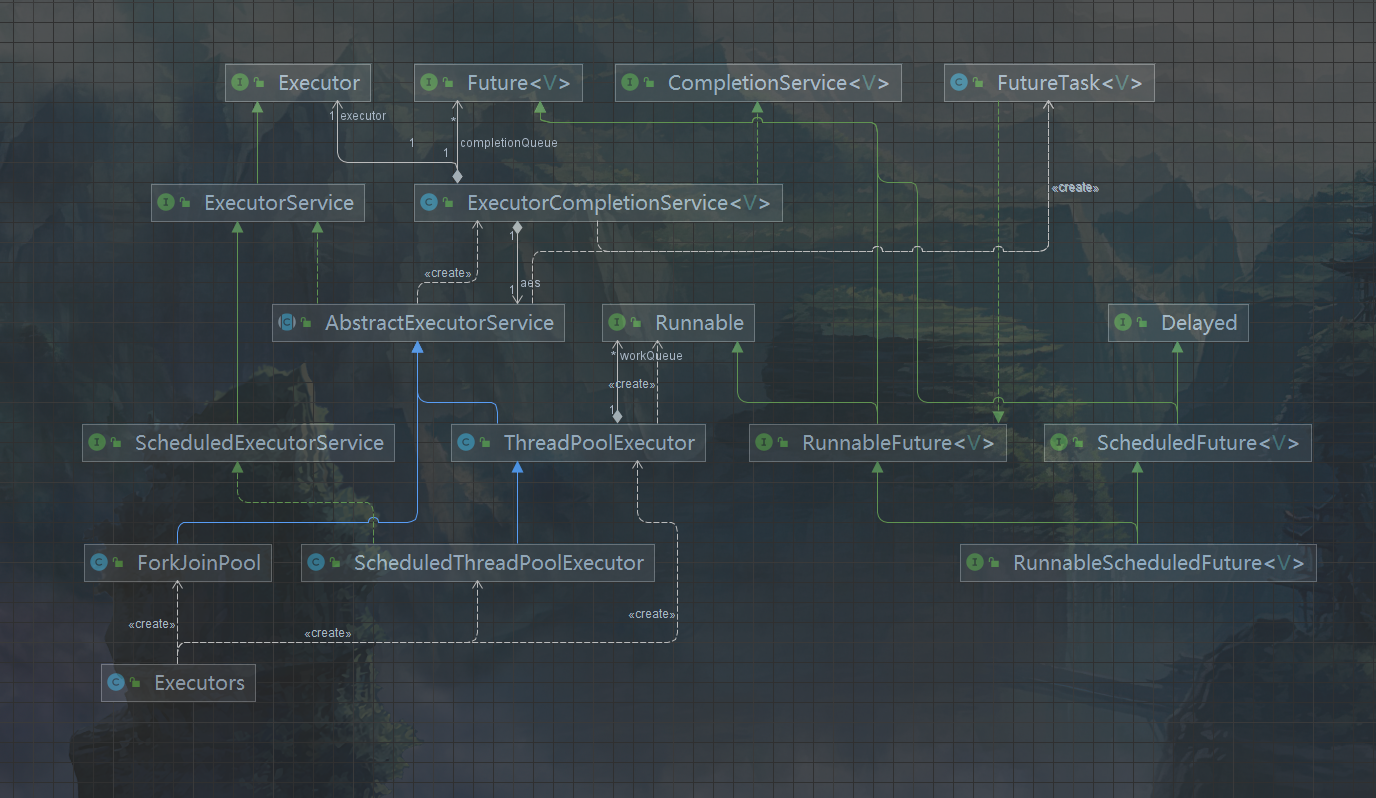 Executor
Future<V>
CompletionService<V>
FutureTask<V>
1 executor
*
1
1
completionQueue
«create»
ExecutorService
ExecutorCompletionService<V>
1
«create»
1
aes
AbstractExecutorService
Runnable
Delayed
* workQueue
«create»
1
ScheduledExecutorService
ThreadPoolExecutor
RunnableFuture<V>
ScheduledFuture<V>
ForkJoinPool
ScheduledThreadPoolExecutor
RunnableScheduledFuture<V>
«create»
«create»
«create»
Executors